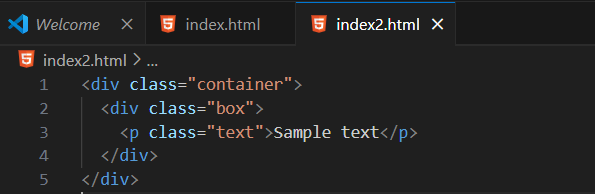 Welcome index.html index2.html ×
index2.html > ...
1 <div class="container">
2   <div class="box">
3     <p class="text">Sample text</p>
4   </div>
5 </div>